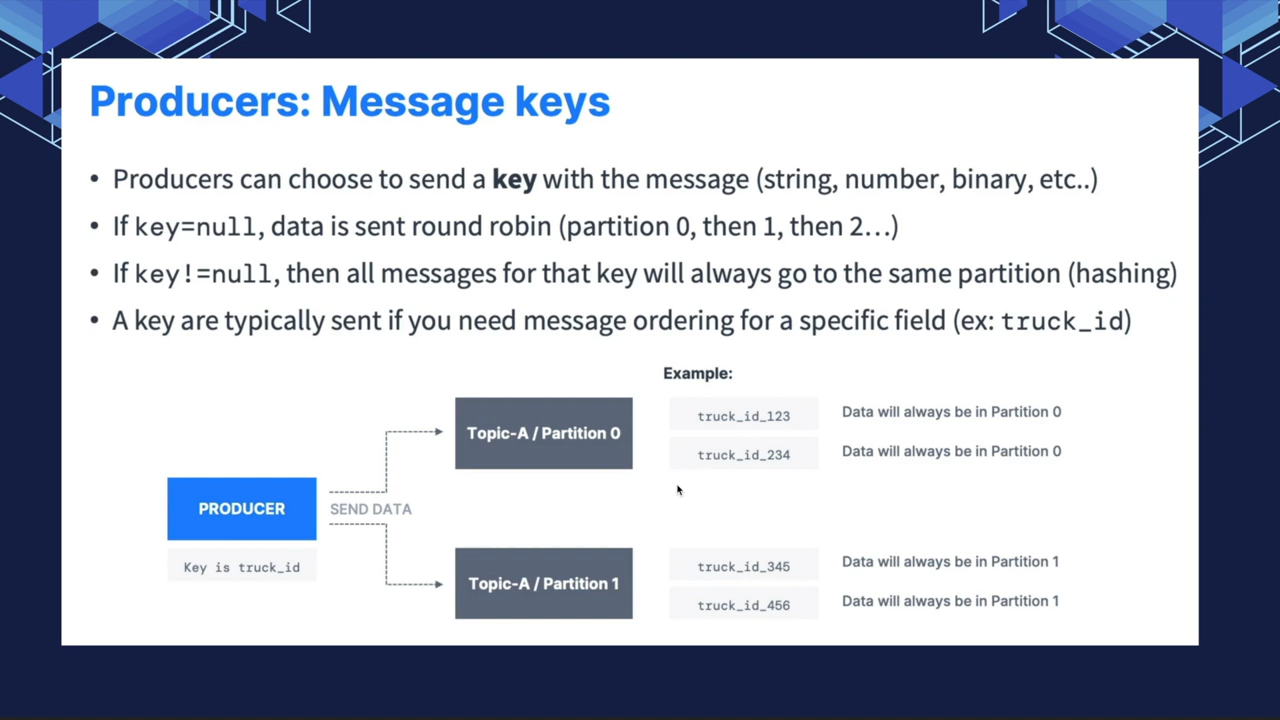 Producers: Message keys
• Producers can choose to send a key with the message (string, number, binary, etc..)
• If key=null, data is sent round robin (partition 0, then 1, then 2...)
• If key!=null, then all messages for that key will always go to the same partition (hashing)
• A key are typically sent if you need message ordering for a specific field (ex: truck_id)
Example:
Topic-A / Partition 0
truck_id_123
Data will always be in Partition 0
truck_id_234
Data will always be in Partition 0
PRODUCER
SEND DATA
Key is truck_id
Topic-A / Partition 1
truck_id_345
Data will always be in Partition 1
truck_id_456
Data will always be in Partition 1